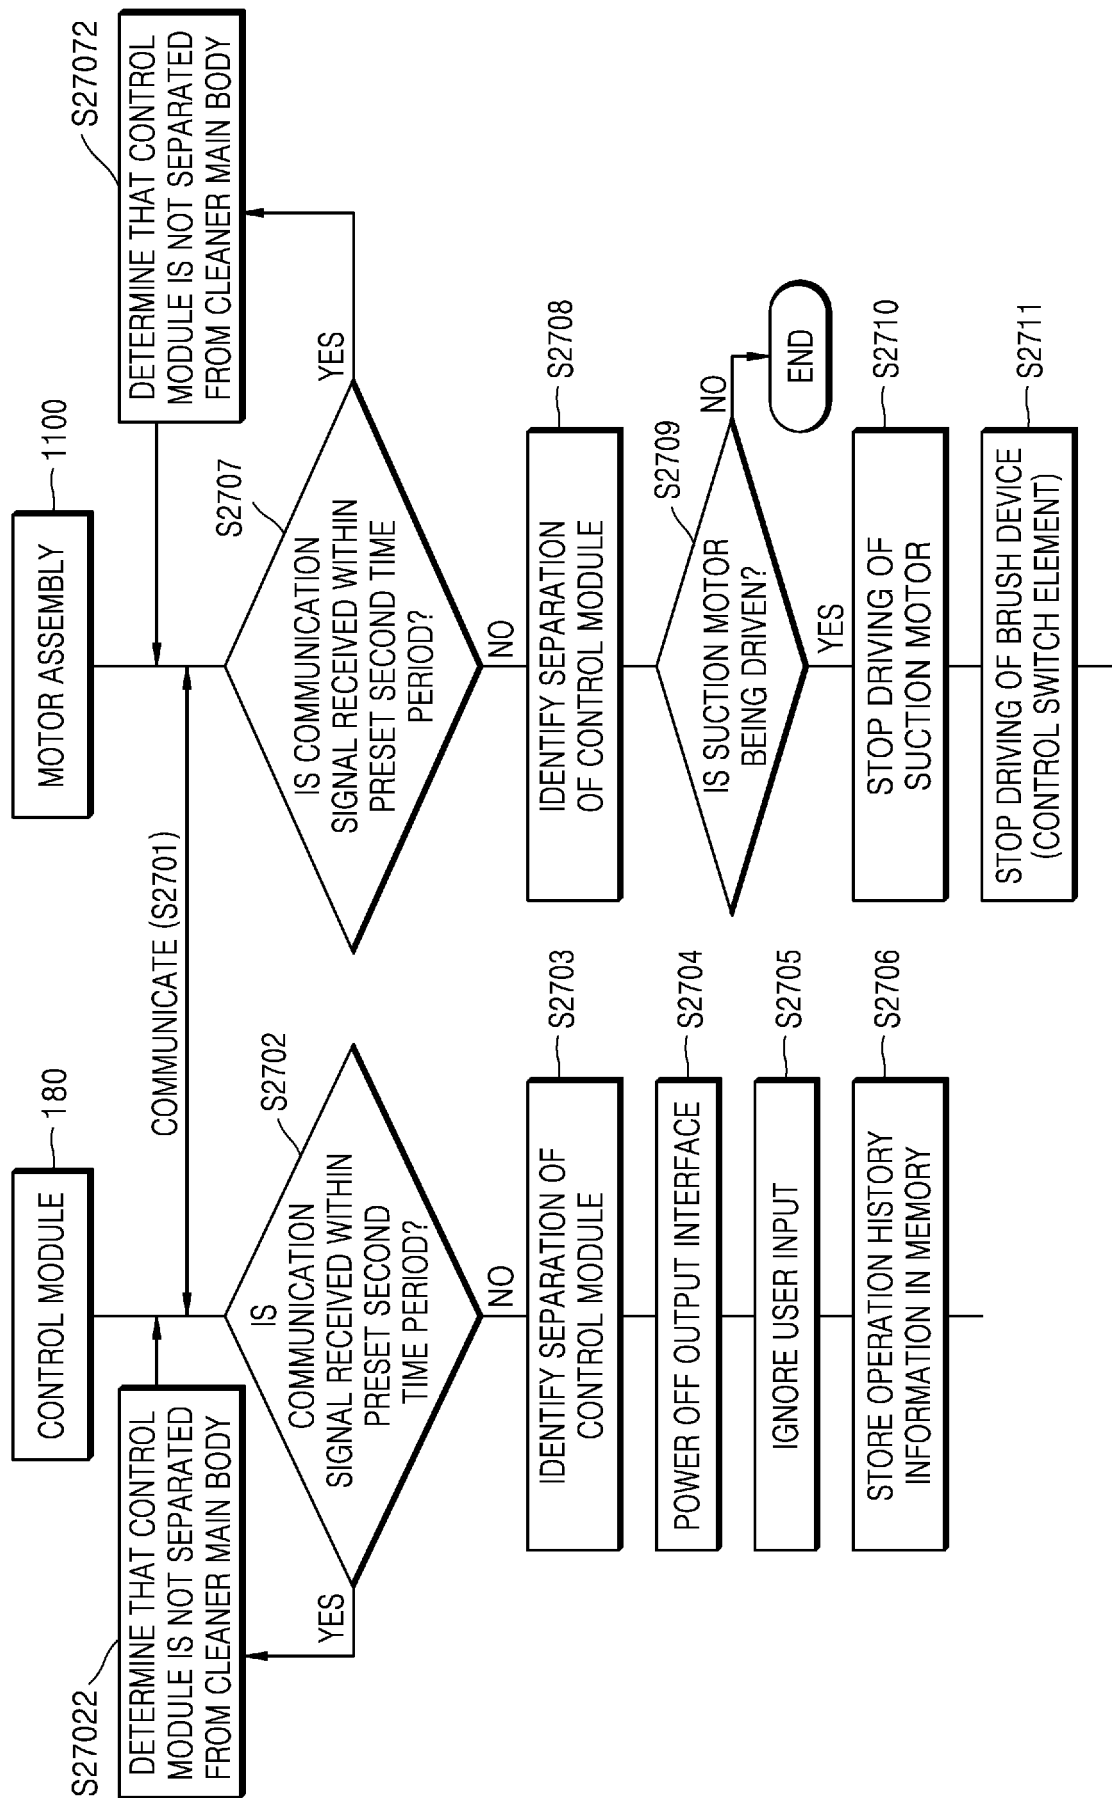 CONTROL MODULE
180
MOTOR ASSEMBLY
1100
COMMUNICATE (S2701)
S27022
DETERMINE THAT CONTROL
MODULE IS NOT SEPARATED
FROM CLEANER MAIN BODY
YES
IS
COMMUNICATION
SIGNAL RECEIVED WITHIN
PRESET SECOND
TIME PERIOD?
S2702
NO
IDENTIFY SEPARATION OF
CONTROL MODULE
S2703
POWER OFF OUTPUT INTERFACE
S2704
IGNORE USER INPUT
S2705
STORE OPERATION HISTORY
INFORMATION IN MEMORY
S2706
S27072
DETERMINE THAT CONTROL
MODULE IS NOT SEPARATED
FROM CLEANER MAIN BODY
YES
S2707
IS COMMUNICATION
SIGNAL RECEIVED WITHIN
PRESET SECOND TIME
PERIOD?
NO
IDENTIFY SEPARATION
OF CONTROL MODULE
S2708
S2709
IS SUCTION MOTOR
BEING DRIVEN?
NO
END
YES
STOP DRIVING OF
SUCTION MOTOR
S2710
STOP DRIVING OF BRUSH DEVICE
(CONTROL SWITCH ELEMENT)
S2711